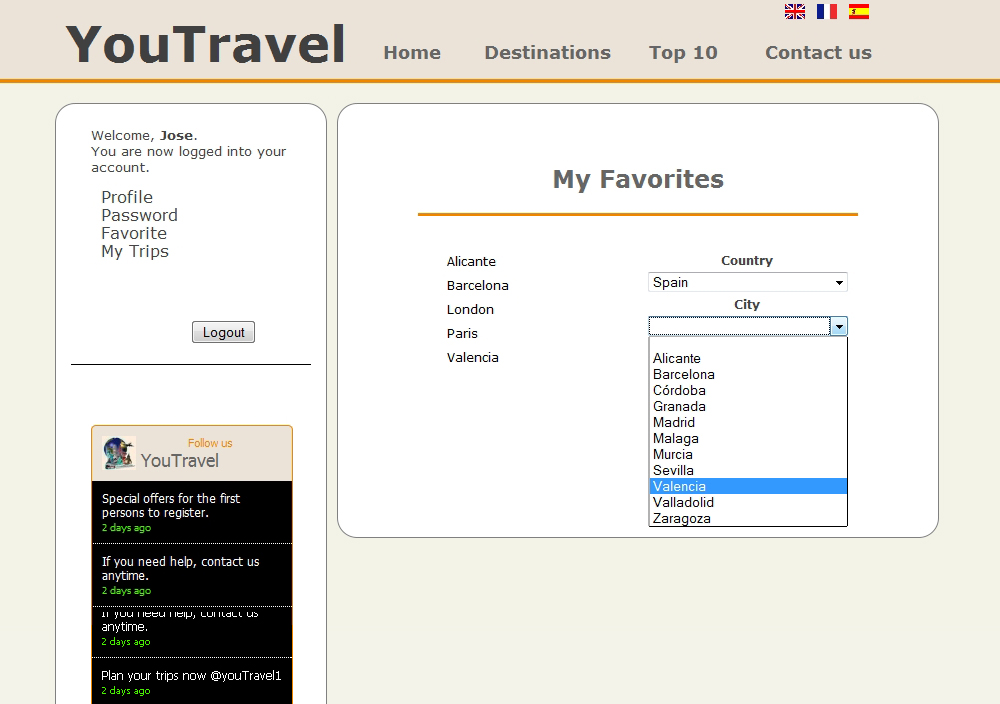 YouTravel
Home Destinations Top 10 Contact us
Welcome, Jose.
You are now logged into your
account.
Profile
Password
Favorite
My Trips
Logout
Follow us
YouTravel
Special offers for the first
persons to register.
2 days ago
If you need help, contact us
anytime.
2 days ago
If you need help, contact us
anytime.
2 days ago
Plan your trips now @youTravel1
2 days ago
My Favorites
Alicante
Barcelona
London
Paris
Valencia
Country
Spain
City
Alicante
Barcelona
Córdoba
Granada
Madrid
Malaga
Murcia
Sevilla
Valencia
Valladolid
Zaragoza